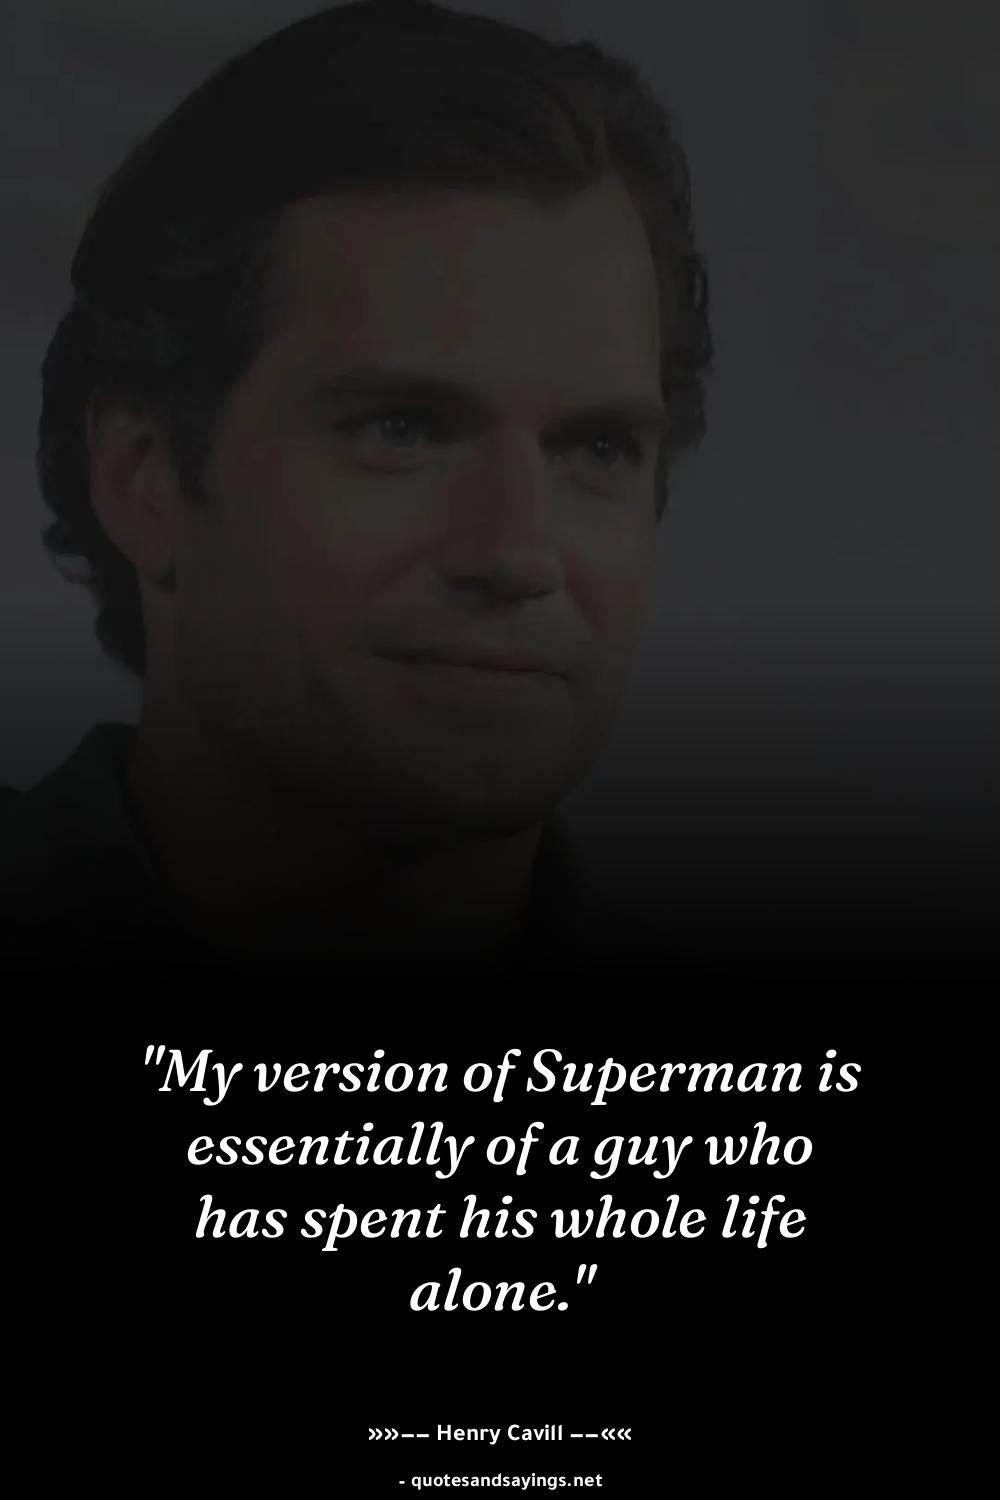 "My version of Superman is
essentially of a guy who
has spent his whole life
alone."
»»–– Henry Cavill ––««
- quotesandsayings.net